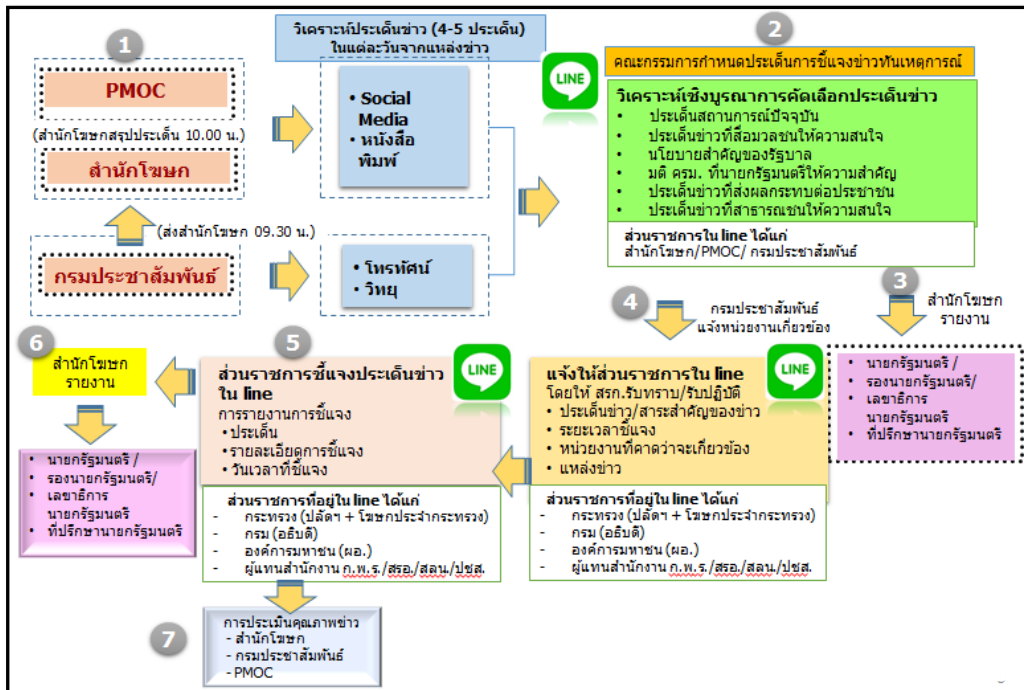 1
PMOC
(สำนักโฆษกสรุปประเด็น 10.00 น.)
สำนักโฆษก
(ส่งสำนักโฆษก 09.30 น.)
กรมประชาสัมพันธ์
วิเคราะห์ประเด็นข่าว (4-5 ประเด็น)
ในแต่ละวันจากแหล่งข่าว
• Social
Media
• หนังสือ
พิมพ์
• โทรทัศน์
• วิทยุ
LINE
2
คณะกรรมการกำหนดประเด็นการชี้แจงข่าวทันเหตุการณ์
วิเคราะห์เชิงบูรณาการคัดเลือกประเด็นข่าว
• ประเด็นสถานการณ์ปัจจุบัน
• ประเด็นข่าวที่สื่อมวลชนให้ความสนใจ
• นโยบายสำคัญของรัฐบาล
• มติ ครม. ที่นายกรัฐมนตรีให้ความสำคัญ
• ประเด็นข่าวที่ส่งผลกระทบต่อประชาชน
• ประเด็นข่าวที่สาธารณชนให้ความสนใจ
ส่วนราชการใน line ได้แก่
สำนักโฆษก/PMOC/ กรมประชาสัมพันธ์
3
สำนักโฆษก
รายงาน
• นายกรัฐมนตรี /
• รองนายกรัฐมนตรี/
• เลขาธิการ
นายกรัฐมนตรี
• ที่ปรึกษานายกรัฐมนตรี
4
กรมประชาสัมพันธ์
แจ้งหน่วยงานเกี่ยวข้อง
LINE
แจ้งให้ส่วนราชการใน line
โดยให้ สรก.รับทราบ/รับปฏิบัติ
• ประเด็นข่าว/สาระสำคัญของข่าว
• ระยะเวลาชี้แจง
• หน่วยงานที่คาดว่าจะเกี่ยวข้อง
• แหล่งข่าว
ส่วนราชการที่อยู่ใน line ได้แก่
- กระทรวง (ปลัดฯ + โฆษกประจำกระทรวง)
- กรม (อธิบดี)
- องค์การมหาชน (ผอ.)
- ผู้แทนสำนักงาน ก.พ.ร./สรอ./สลน./ปชส.
5
LINE
ส่วนราชการชี้แจงประเด็นข่าว
ใน line
การรายงานการชี้แจง
• ประเด็น
• รายละเอียดการชี้แจง
• วันเวลาที่ชี้แจง
ส่วนราชการที่อยู่ใน line ได้แก่
- กระทรวง (ปลัดฯ + โฆษกประจำกระทรวง)
- กรม (อธิบดี)
- องค์การมหาชน (ผอ.)
- ผู้แทนสำนักงาน ก.พ.ร./สรอ./สลน./ปชส.
6
สำนักโฆษก
รายงาน
• นายกรัฐมนตรี /
• รองนายกรัฐมนตรี/
• เลขาธิการ
นายกรัฐมนตรี
• ที่ปรึกษานายกรัฐมนตรี
7
การประเมินคุณภาพข่าว
- สำนักโฆษก
- กรมประชาสัมพันธ์
- PMOC